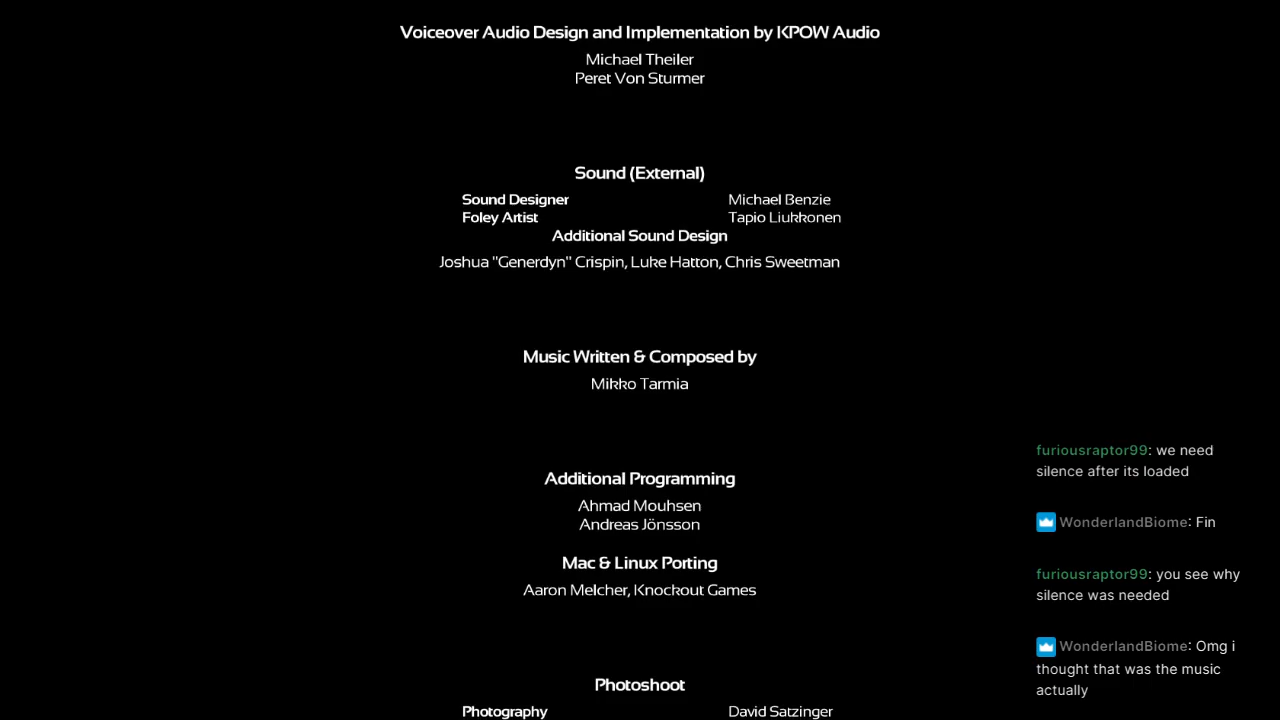 Voiceover Audio Design and Implementation by KPOW Audio
Michael Theiler
Peret Von Sturmer
Sound (External)
Sound Designer Michael Benzie
Foley Artist Tapio Liukkonen
Additional Sound Design
Joshua "Generdyn" Crispin, Luke Hatton, Chris Sweetman
Music Written & Composed by
Mikko Tarmia
Additional Programming
Ahmad Mouhsen
Andreas Jönsson
Mac & Linux Porting
Aaron Melcher, Knockout Games
Photoshoot
Photography David Satzinger
furiousraptor99: we need
silence after its loaded
WonderlandBiome: Fin
furiousraptor99: you see why
silence was needed
WonderlandBiome: Omg i
thought that was the music
actually